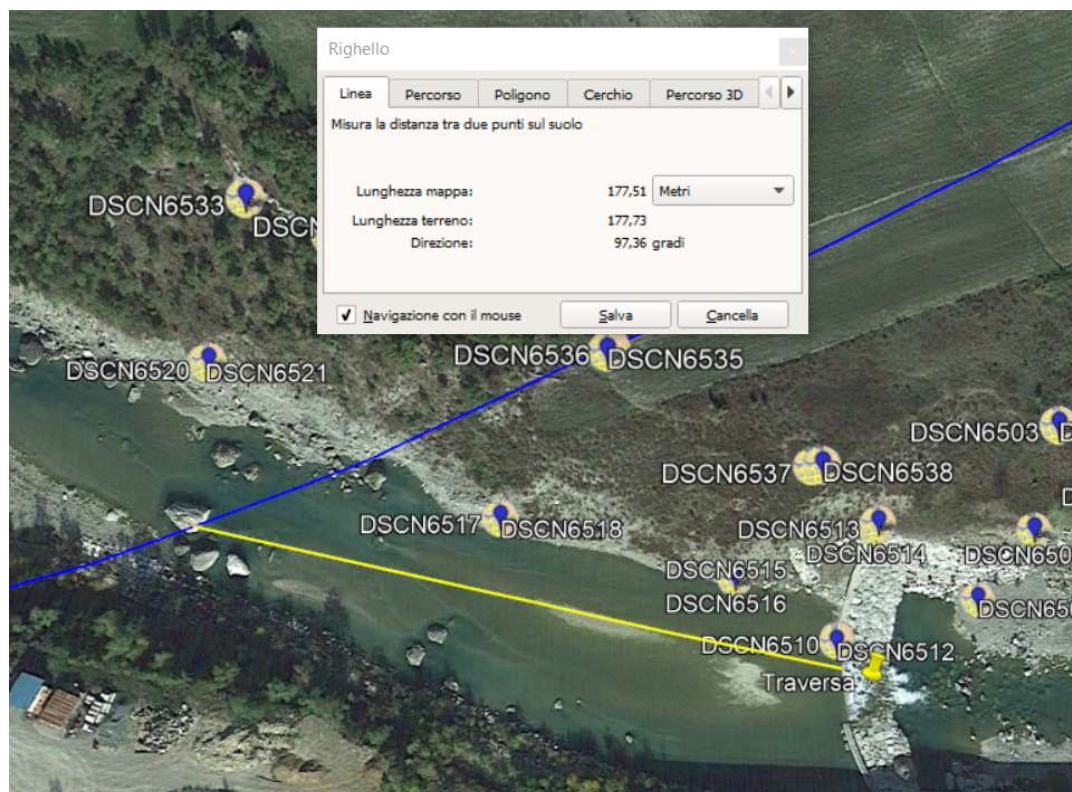 Righello
Linea Percorso Poligono Cerchio Percorso 3D
Misura la distanza tra due punti sul suolo
Lunghezza mappa: 177,51 Metri
Lunghezza terreno: 177,73
Direzione: 97,36 gradi
Navigazione con il mouse Salva Cancella
DSCN6533
DSCN6536 DSCN6535
DSCN6520 DSCN6521
DSCN6503
DSCN6537 DSCN6538
DSCN6517 DSCN6518
DSCN6513
DSCN6514
DSCN6515
DSCN6516
DSCN6510 DSCN6512
Traversa